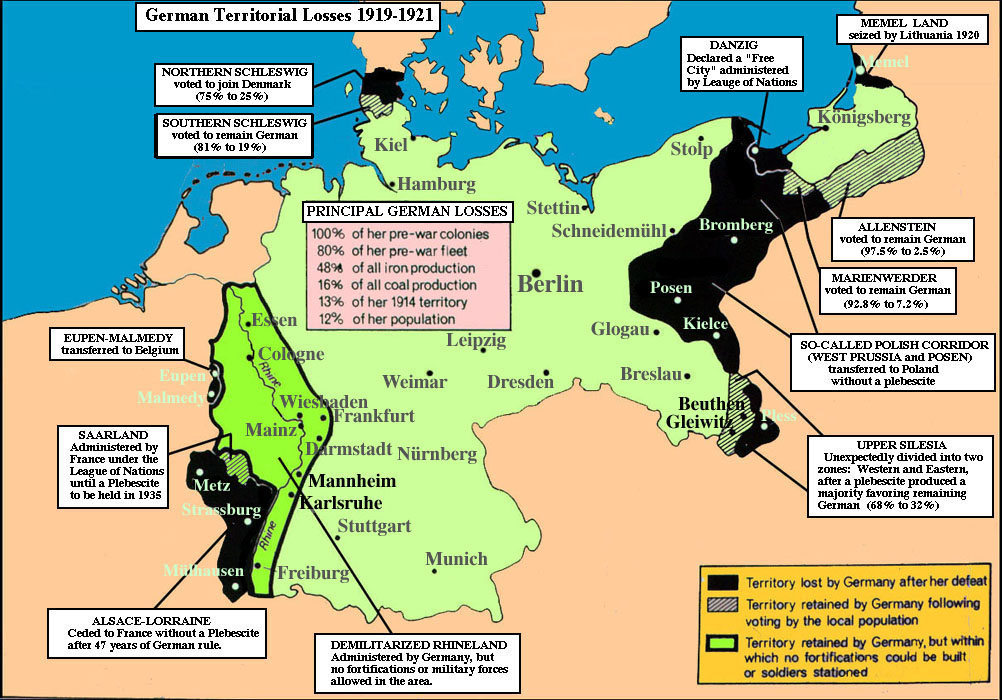 German Territorial Losses 1919-1921
MEMEL LAND
seized by Lithuania 1920
DANZIG
Declared a "Free
City" administered
by Leauge of Nations
NORTHERN SCHLESWIG
voted to join Denmark
(75% to 25%)
SOUTHERN SCHLESWIG
voted to remain German
(81% to 19%)
Memel
Königsberg
Kiel
Stolp
Hamburg
Stettin
Schneidemühl
Bromberg
PRINCIPAL GERMAN LOSSES
100% of her pre-war colonies
80% of her pre-war fleet
48% of all iron production
16% of all coal production
13% of her 1914 territory
12% of her population
ALLENSTEIN
voted to remain German
(97.5% to 2.5%)
MARIENWERDER
voted to remain German
(92.8% to 7.2%)
Berlin
Posen
Kielce
Glogau
Essen
Leipzig
Cologne
Rhine
EUPEN-MALMEDY
transferred to Belgium
SO-CALLED POLISH CORRIDOR
(WEST PRUSSIA and POSEN)
transferred to Poland
without a plebescite
Eupen
Malmedy
Weimar
Dresden
Breslau
Wiesbaden
Frankfurt
Mainz
Beuthen
Gleiwitz
Pless
Darmstadt
Nürnberg
SAARLAND
Administered by
France under the
League of Nations
until a Plebescite
to be held in 1935
UPPER SILESIA
Unexpectedly divided into two
zones: Western and Eastern,
after a plebescite produced a
majority favoring remaining
German (68% to 32%)
Metz
Mannheim
Karlsruhe
Strassburg
Stuttgart
Rhine
Munich
Mülhausen
Freiburg
ALSACE-LORRAINE
Ceded to France without a Plebescite
after 47 years of German rule.
DEMILITARIZED RHINELAND
Administered by Germany, but
no fortifications or military forces
allowed in the area.
Territory lost by Germany after her defeat
Territory retained by Germany following
voting by the local population
Territory retained by Germany, but within
which no fortifications could be built
or soldiers stationed